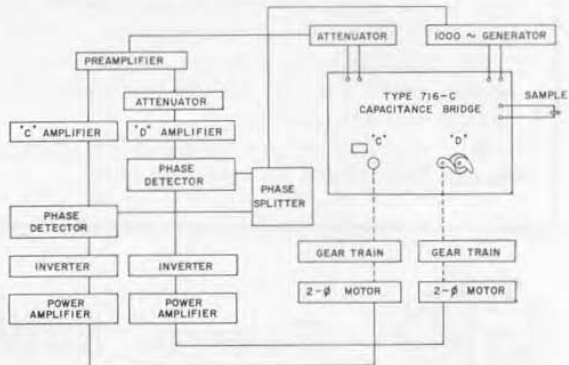 ATTENUATOR
1000 ~ GENERATOR
PREAMPLIFIER
ATTENUATOR
"C" AMPLIFIER
"D" AMPLIFIER
PHASE
DETECTOR
PHASE
SPLITTER
PHASE
DETECTOR
INVERTER
INVERTER
POWER
AMPLIFIER
POWER
AMPLIFIER
TYPE 716-C
CAPACITANCE BRIDGE
SAMPLE
"C"
"D"
GEAR TRAIN
GEAR TRAIN
2-Ø MOTOR
2-Ø MOTOR